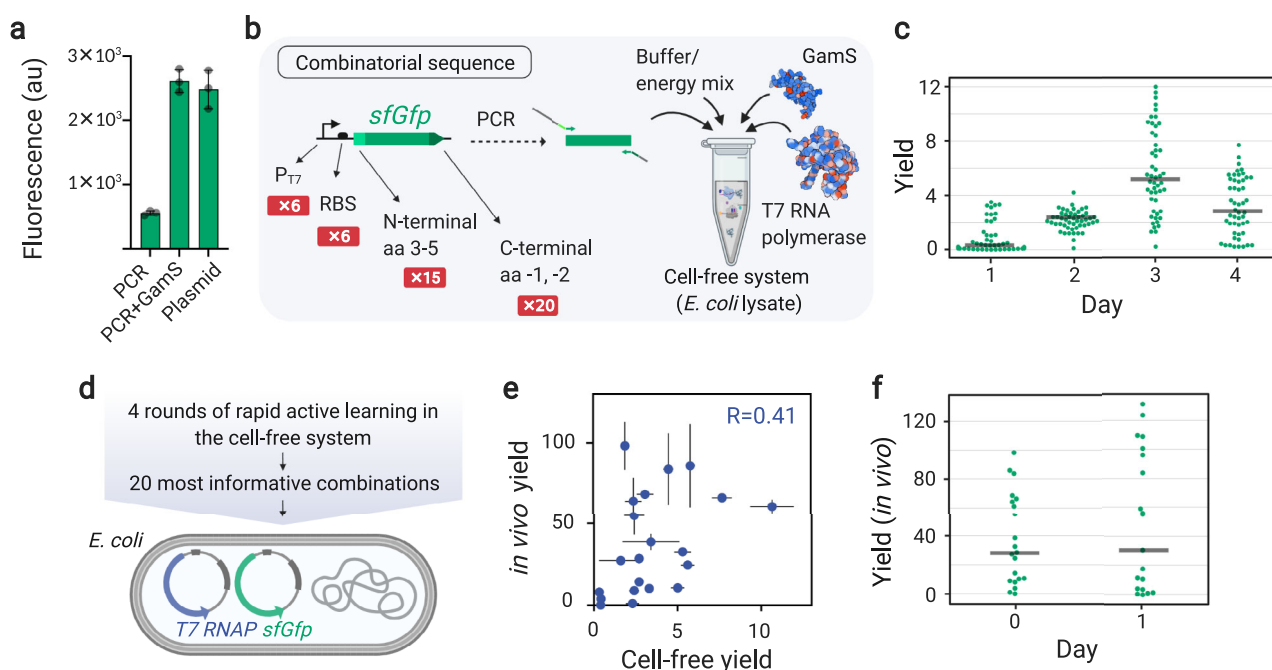 a
Fluorescence (au)
3×10³
2×10³
1×10³
PCR
PCR+GamS
Plasmid
b
Combinatorial sequence
sfGfp
PCR
P_T7
×6
RBS
×6
N-terminal
aa 3-5
×15
C-terminal
aa -1, -2
×20
Buffer/
energy mix
GamS
T7 RNA
polymerase
Cell-free system
(E. coli lysate)
c
Yield
12
8
4
0
1
2
3
4
Day
d
4 rounds of rapid active learning in
the cell-free system
20 most informative combinations
E. coli
T7 RNAP
sfGfp
e
R=0.41
in vivo yield
100
50
0
0
5
10
Cell-free yield
f
Yield (in vivo)
120
80
40
0
0
1
Day